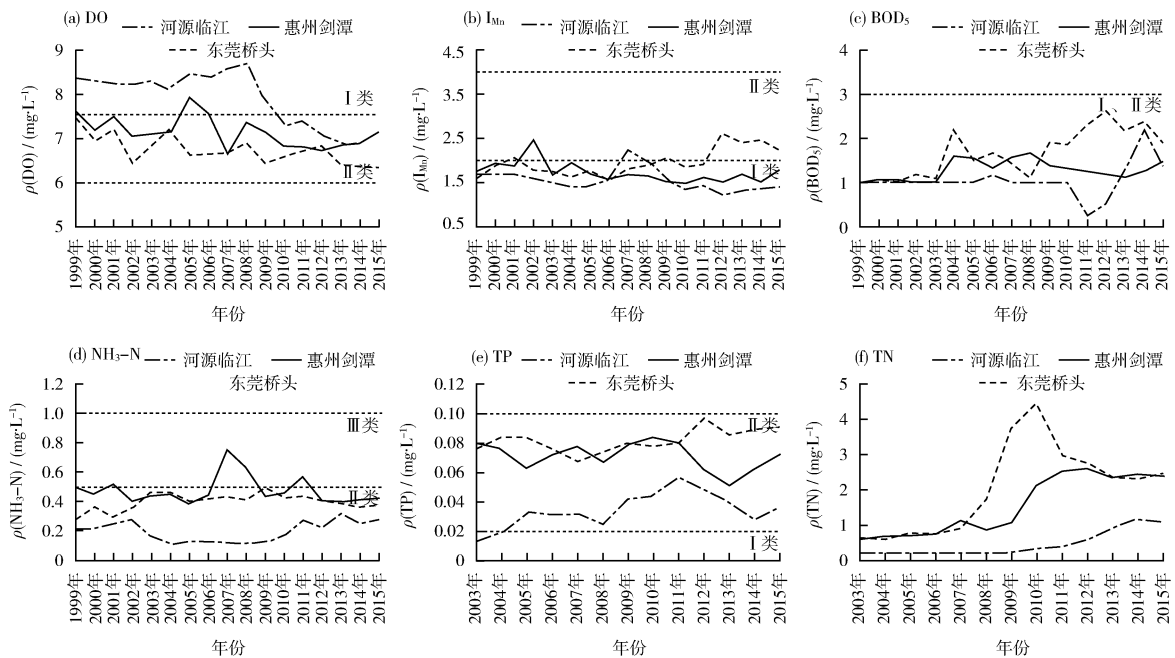 (a) DO
河源临江
惠州剑潭
东莞桥头
9
8
7
6
5
Ⅰ类
Ⅱ类
ρ(DO) / (mg·L⁻¹)
1999年
2000年
2001年
2002年
2003年
2004年
2005年
2006年
2007年
2008年
2009年
2010年
2011年
2012年
2013年
2014年
2015年
年份
(b) I_Mn
河源临江
惠州剑潭
东莞桥头
4.5
3.5
2.5
1.5
0.5
Ⅱ类
Ⅰ类
ρ(I_Mn) / (mg·L⁻¹)
1999年
2000年
2001年
2002年
2003年
2004年
2005年
2006年
2007年
2008年
2009年
2010年
2011年
2012年
2013年
2014年
2015年
年份
(c) BOD₅
河源临江
惠州剑潭
东莞桥头
4
3
2
1
0
Ⅰ、Ⅱ类
ρ(BOD₅) / (mg·L⁻¹)
1999年
2000年
2001年
2002年
2003年
2004年
2005年
2006年
2007年
2008年
2009年
2010年
2011年
2012年
2013年
2014年
2015年
年份
(d) NH₃-N
河源临江
惠州剑潭
东莞桥头
1.2
1.0
0.8
0.6
0.4
0.2
0
Ⅲ类
Ⅱ类
ρ(NH₃-N) / (mg·L⁻¹)
1999年
2000年
2001年
2002年
2003年
2004年
2005年
2006年
2007年
2008年
2009年
2010年
2011年
2012年
2013年
2014年
2015年
年份
(e) TP
河源临江
惠州剑潭
东莞桥头
0.12
0.10
0.08
0.06
0.04
0.02
0.00
Ⅱ类
Ⅰ类
ρ(TP) / (mg·L⁻¹)
2003年
2004年
2005年
2006年
2007年
2008年
2009年
2010年
2011年
2012年
2013年
2014年
2015年
年份
(f) TN
河源临江
惠州剑潭
东莞桥头
5
4
3
2
1
0
ρ(TN) / (mg·L⁻¹)
2003年
2004年
2005年
2006年
2007年
2008年
2009年
2010年
2011年
2012年
2013年
2014年
2015年
年份